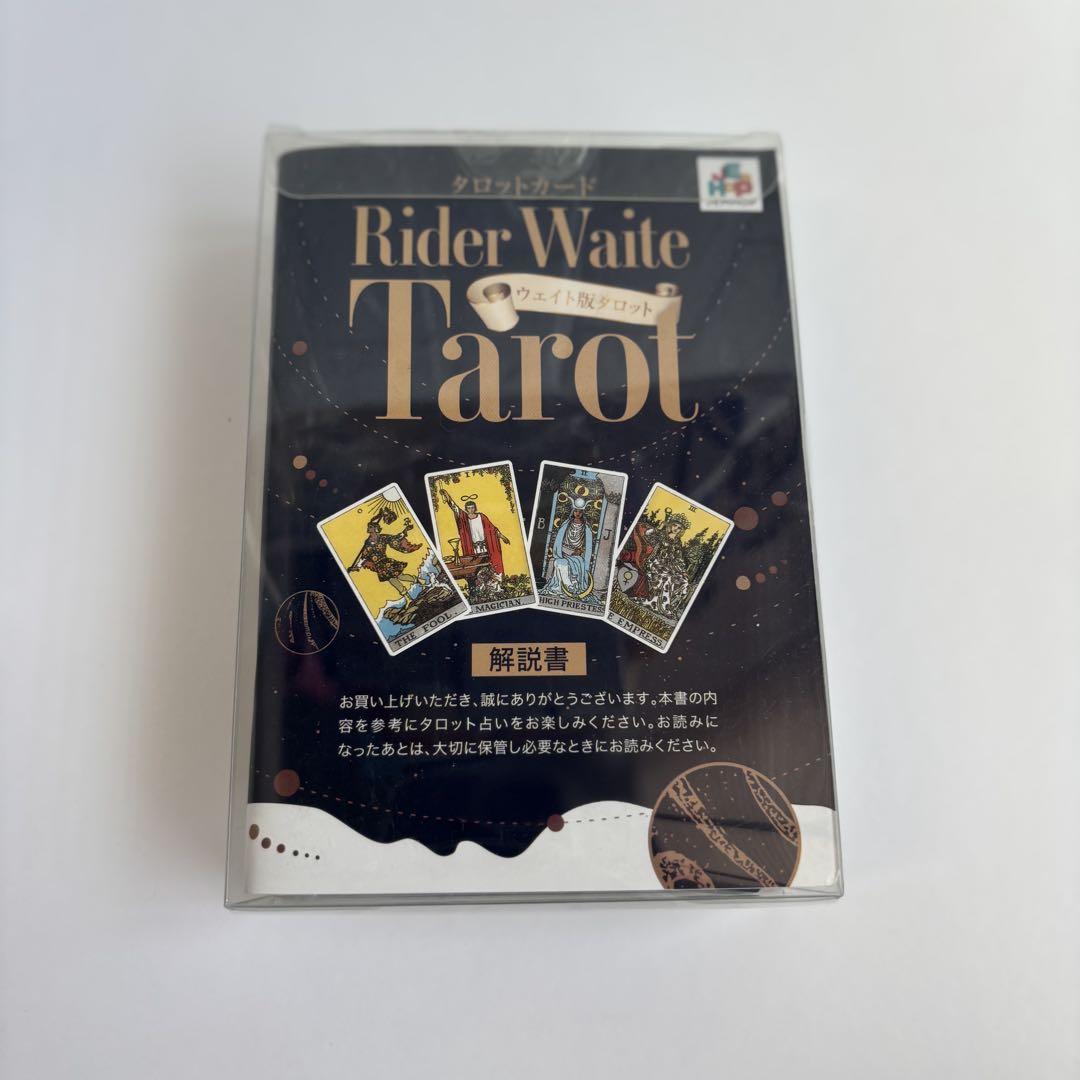 タロットカード
Rider Waite
ウェイト版タロット
Tarot
0
THE FOOL.
I
MAGICIAN.
II
B
J
HIGH PRIESTESS
III
E EMPRESS.
解説書
お買い上げいただき、誠にありがとうございます。本書の内
容を参考にタロット占いをお楽しみください。お読みに
なったあとは、大切に保管し必要なときにお読みください。